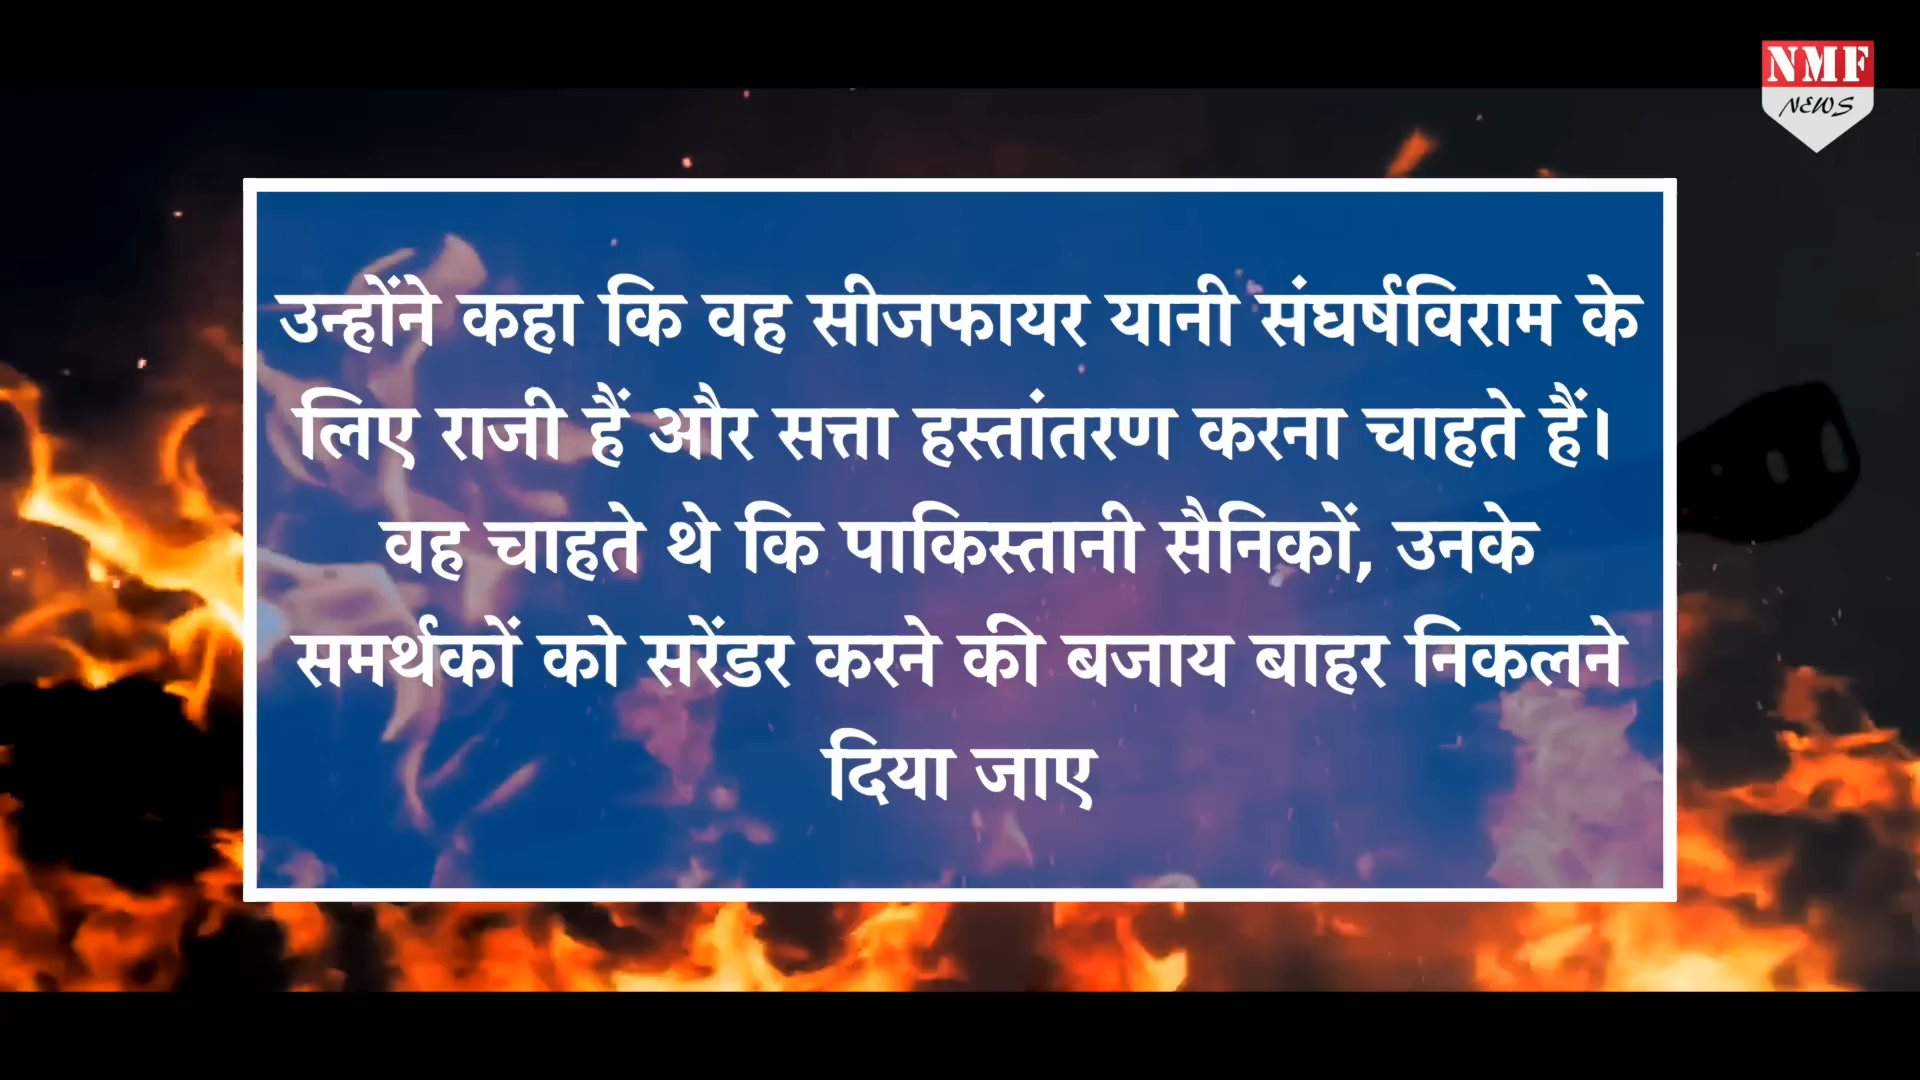 NMF
NEWS
उन्होंने कहा कि वह सीजफायर यानी संघर्षविराम के
लिए राजी हैं और सत्ता हस्तांतरण करना चाहते हैं।
वह चाहते थे कि पाकिस्तानी सैनिकों, उनके
समर्थकों को सरेंडर करने की बजाय बाहर निकलने
दिया जाए